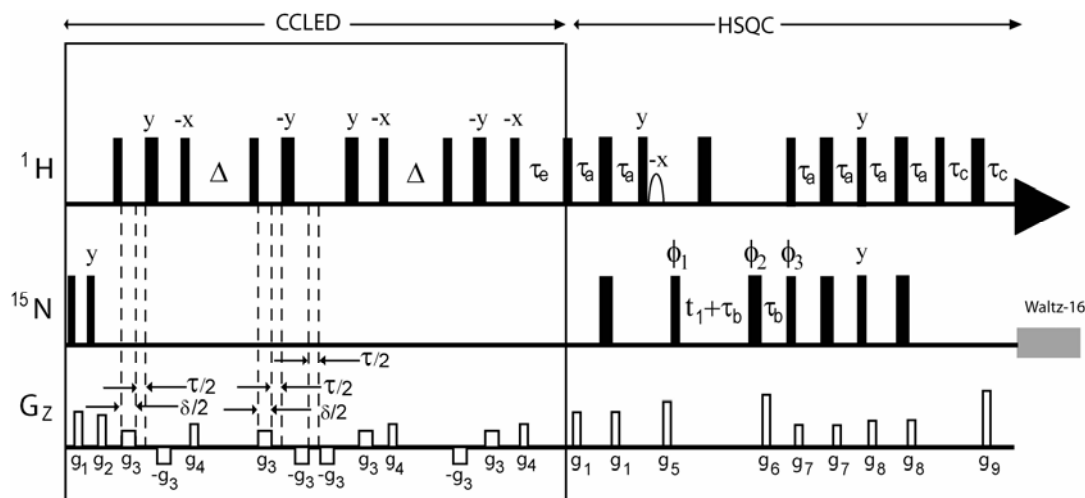 CCLED HSQC
y -x -y y -x -y -x y y
¹H Δ Δ τe τa τa -x τa τa τa τa τc τc
y ϕ1 ϕ2 ϕ3 y
¹⁵N t1+τb τb Waltz-16
τ/2
τ/2 τ/2
δ/2 δ/2
GZ
g1 g2 g3 -g3 g4 g3 -g3 -g3 g3 g4 -g3 g3 g4 g1 g1 g5 g6 g7 g7 g8 g8 g9